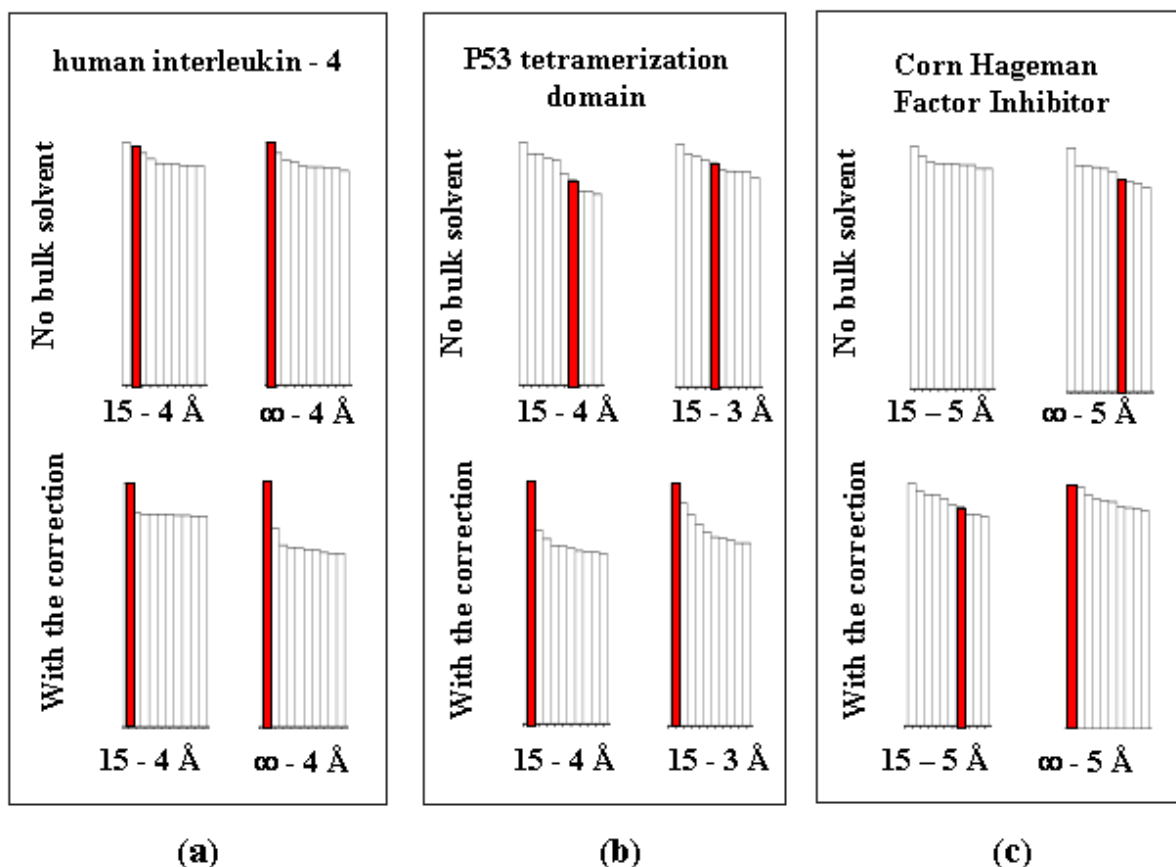 human interleukin - 4
No bulk solvent
15 - 4 Å
∞ - 4 Å
With the correction
15 - 4 Å
∞ - 4 Å
(a)
P53 tetramerization
domain
No bulk solvent
15 - 4 Å
15 - 3 Å
With the correction
15 - 4 Å
15 - 3 Å
(b)
Corn Hageman
Factor Inhibitor
No bulk solvent
15 – 5 Å
∞ - 5 Å
With the correction
15 – 5 Å
∞ - 5 Å
(c)